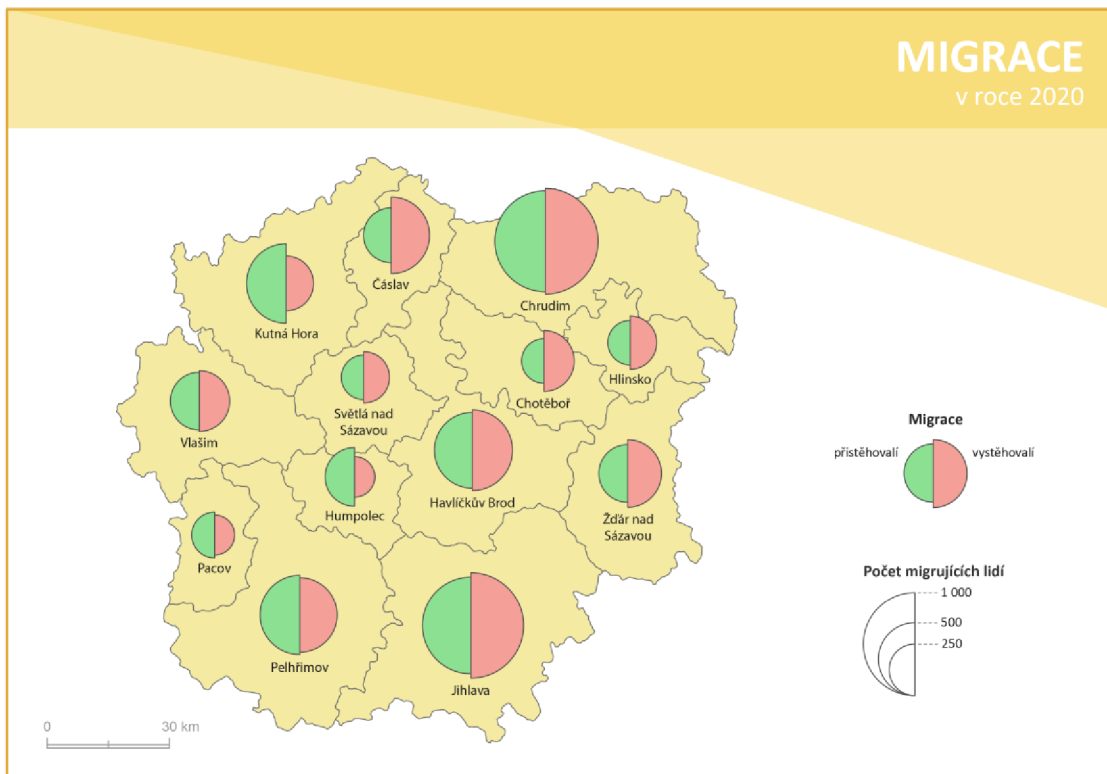 MIGRACE
v roce 2020
Čáslav
Chrudim
Kutná Hora
Hlinsko
Chotěboř
Světlá nad
Sázavou
Vlašim
Havlíčkův Brod
Humpolec
Žďár nad
Sázavou
Pacov
Pelhřimov
Jihlava
Migrace
přistěhovalí
vystěhovalí
Počet migrujících lidí
1 000
500
250
0
30 km